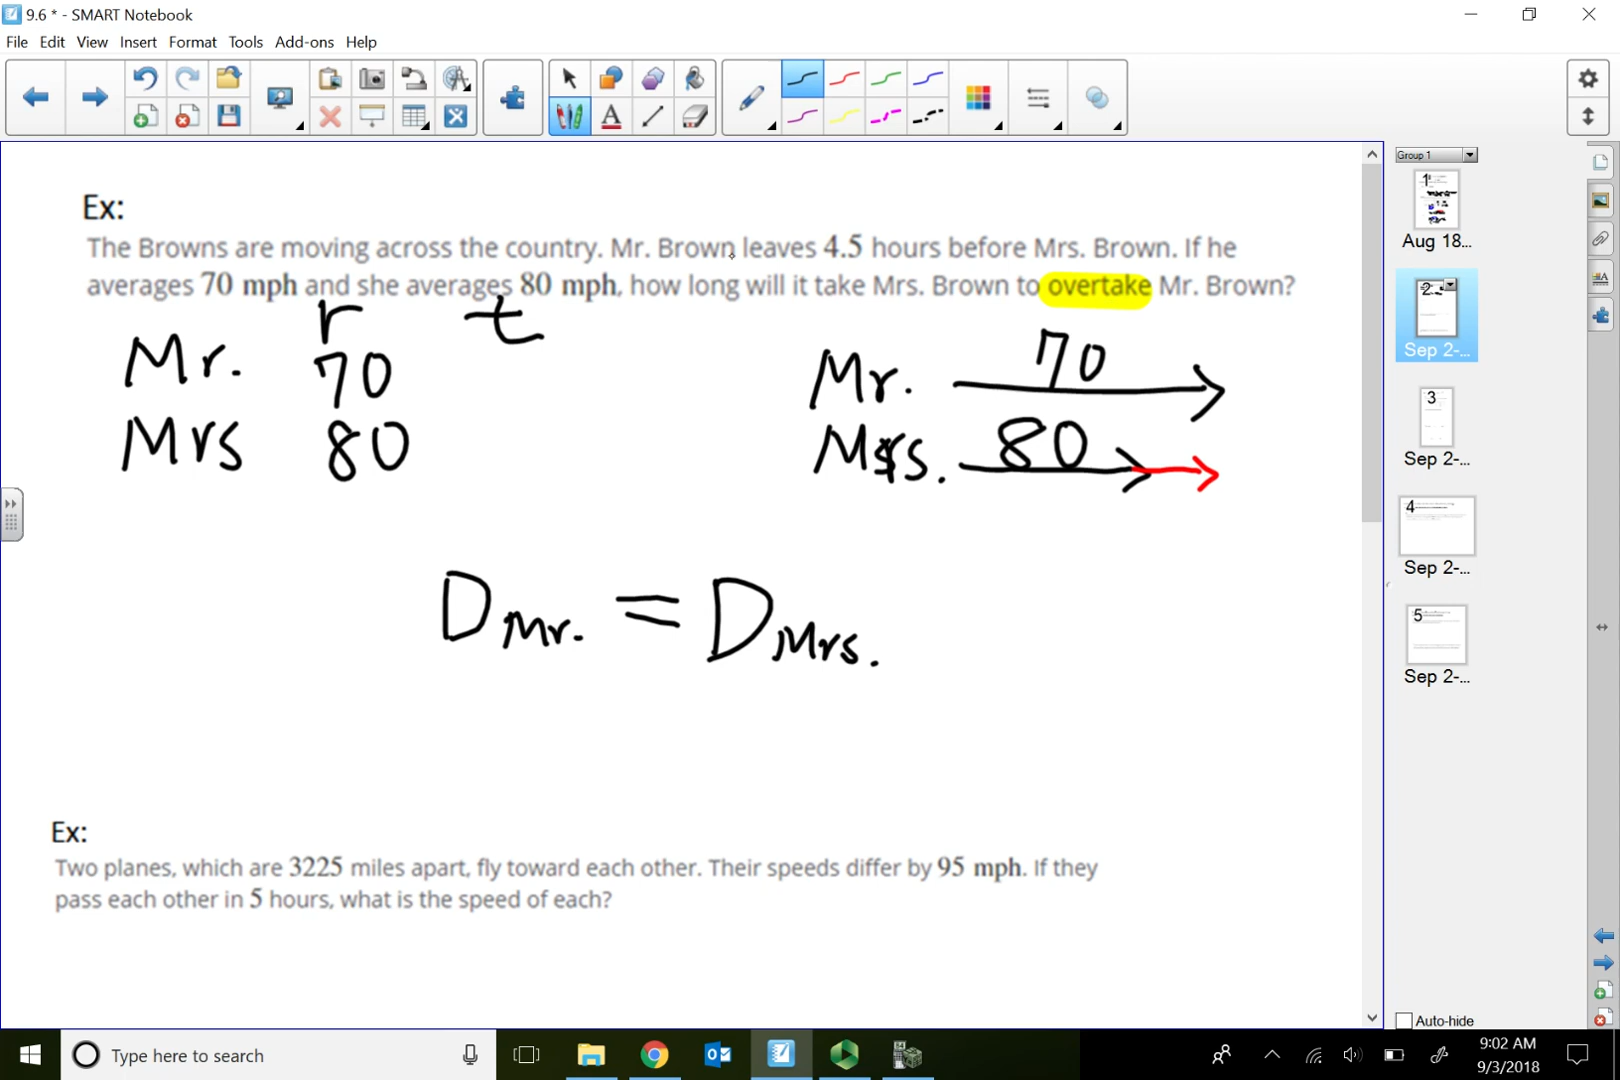 9.6 * - SMART Notebook
File Edit View Insert Format Tools Add-ons Help
Group 1
Ex:
The Browns are moving across the country. Mr. Brown leaves 4.5 hours before Mrs. Brown. If he
averages 70 mph and she averages 80 mph, how long will it take Mrs. Brown to overtake Mr. Brown?
r t
Mr. 70
Mrs 80
Mr. 70
Mrs. 80
D Mr. = D Mrs.
Ex:
Two planes, which are 3225 miles apart, fly toward each other. Their speeds differ by 95 mph. If they
pass each other in 5 hours, what is the speed of each?
1
Aug 18...
2
Sep 2-...
3
Sep 2-...
4
Sep 2-...
5
Sep 2-...
Auto-hide
Type here to search
9:02 AM
9/3/2018